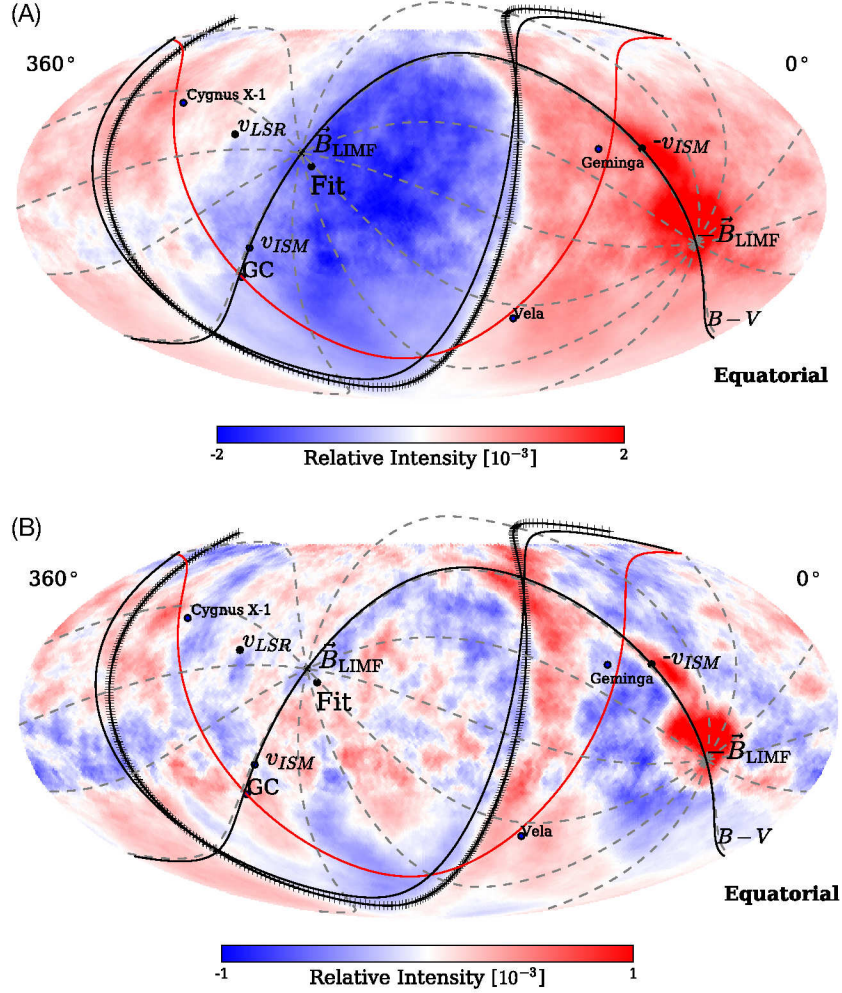 (A)
360°
0°
Cygnus X-1
v_LSR
B⃗_LIMF
Fit
Geminga
-v_ISM
v_ISM
GC
−B⃗_LIMF
Vela
B−V
Equatorial
-2
Relative Intensity [10⁻³]
2
(B)
360°
0°
Cygnus X-1
v_LSR
B⃗_LIMF
Fit
Geminga
-v_ISM
−B⃗_LIMF
v_ISM
GC
Vela
B−V
Equatorial
-1
Relative Intensity [10⁻³]
1